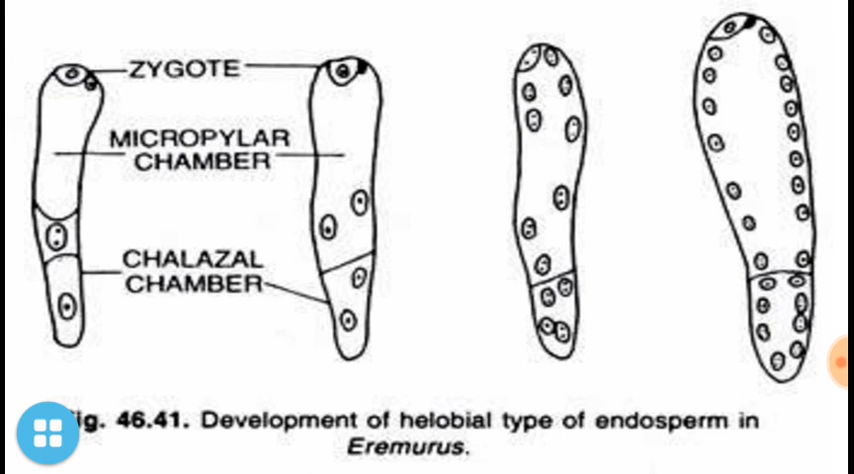 ZYGOTE
MICROPYLAR
CHAMBER
CHALAZAL
CHAMBER
ig. 46.41. Development of helobial type of endosperm in
Eremurus.